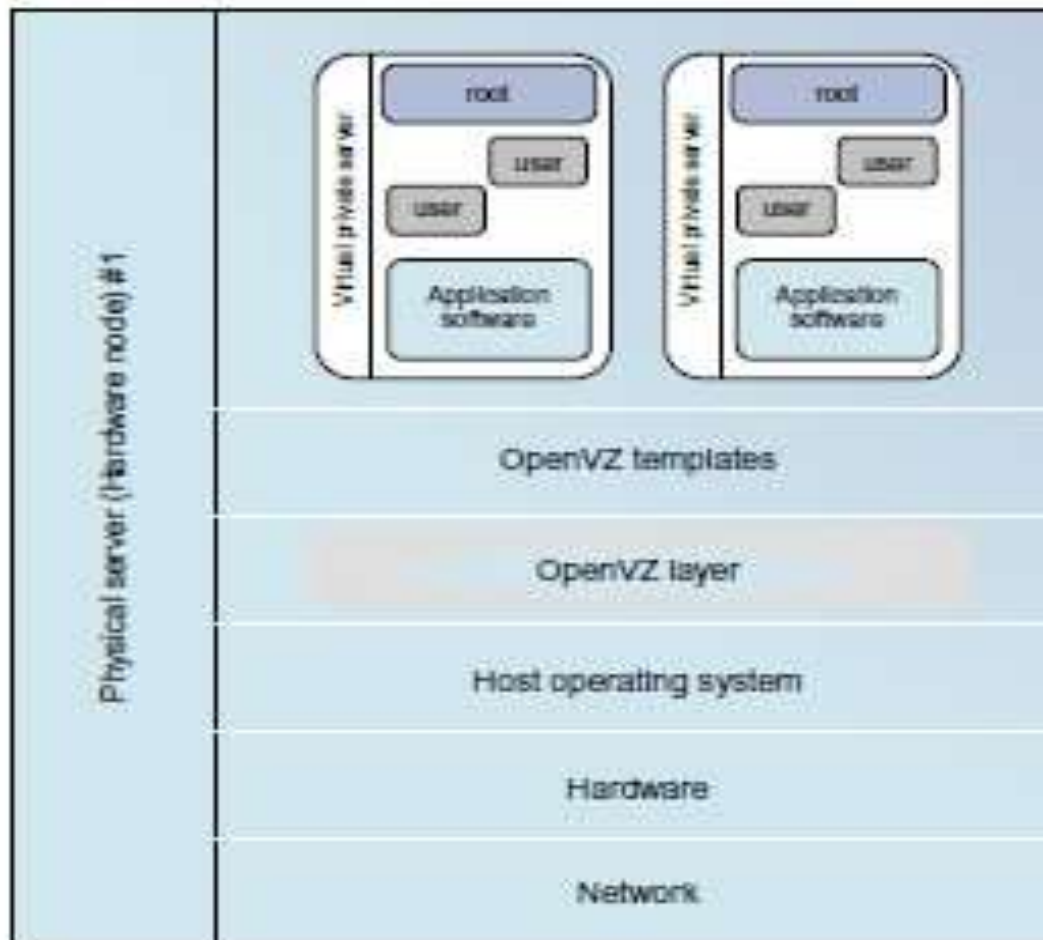 Physical server (Hardware node) #1
Virtual private server
root
user
user
Application
software
Virtual private server
root
user
user
Application
software
OpenVZ templates
OpenVZ layer
Host operating system
Hardware
Network